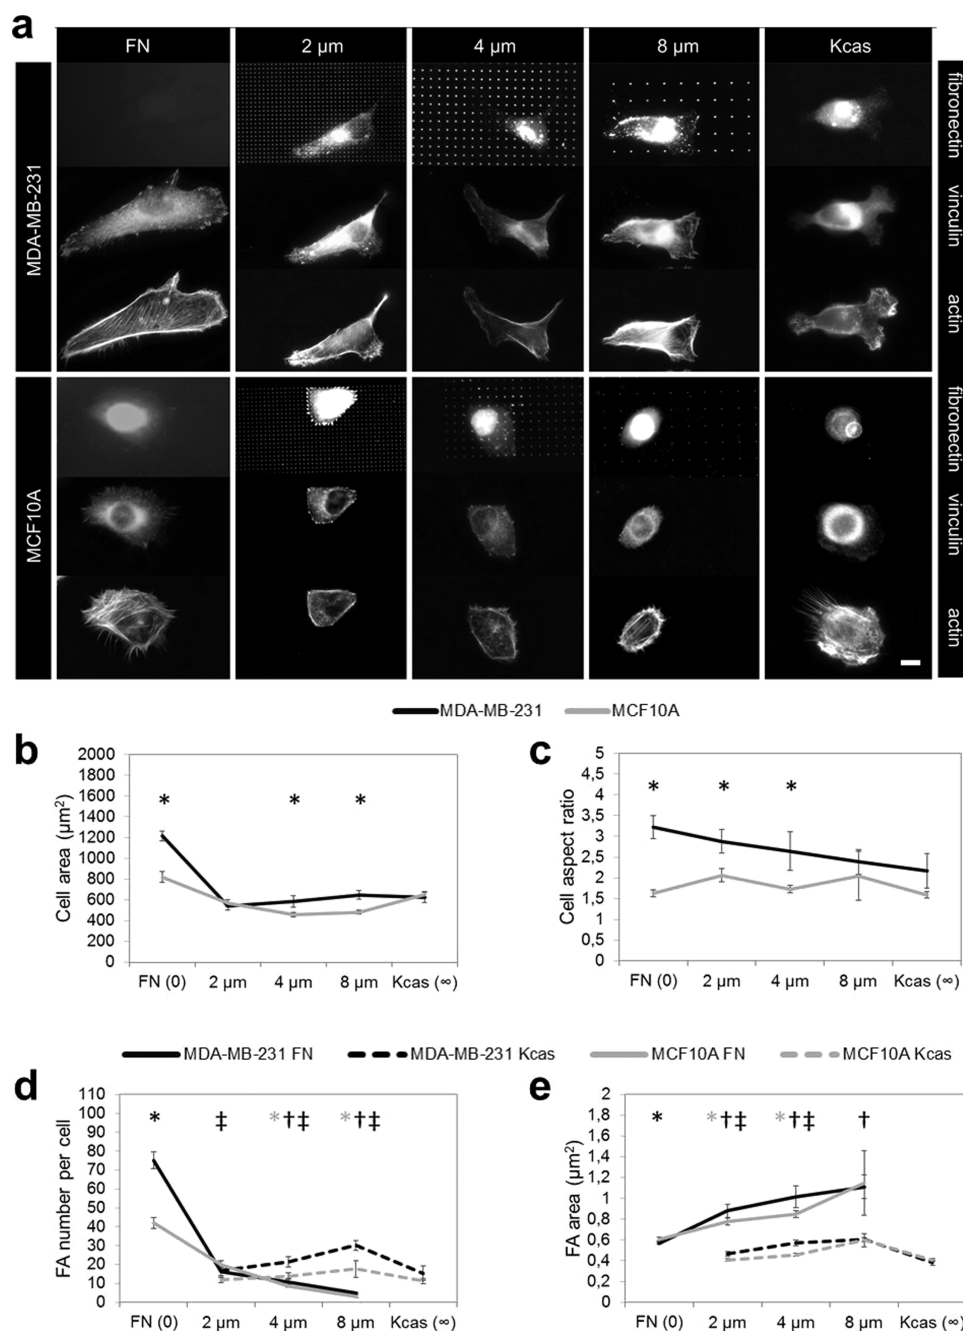 a
FN 2 µm 4 µm 8 µm Kcas
MDA-MB-231
fibronectin
vinculin
actin
MCF10A
fibronectin
vinculin
actin
MDA-MB-231 MCF10A
b
Cell area (µm²)
2000
1800
1600
1400
1200
1000
800
600
400
200
0
* * *
FN (0) 2 µm 4 µm 8 µm Kcas (∞)
c
Cell aspect ratio
5
4,5
4
3,5
3
2,5
2
1,5
1
0,5
0
* * *
FN (0) 2 µm 4 µm 8 µm Kcas (∞)
MDA-MB-231 FN MDA-MB-231 Kcas MCF10A FN MCF10A Kcas
d
FA number per cell
110
100
90
80
70
60
50
40
30
20
10
0
* ‡ *†‡ *†‡
FN (0) 2 µm 4 µm 8 µm Kcas (∞)
e
FA area (µm²)
2
1,8
1,6
1,4
1,2
1
0,8
0,6
0,4
0,2
0
* *†‡ *†‡ †
FN (0) 2 µm 4 µm 8 µm Kcas (∞)